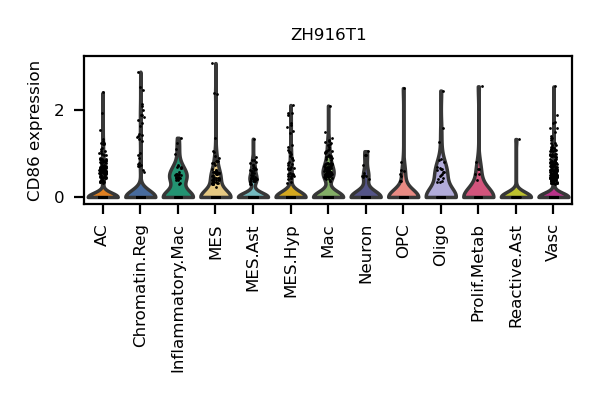 ZH916T1
CD86 expression
2
0
AC
Chromatin.Reg
Inflammatory.Mac
MES
MES.Ast
MES.Hyp
Mac
Neuron
OPC
Oligo
Prolif.Metab
Reactive.Ast
Vasc